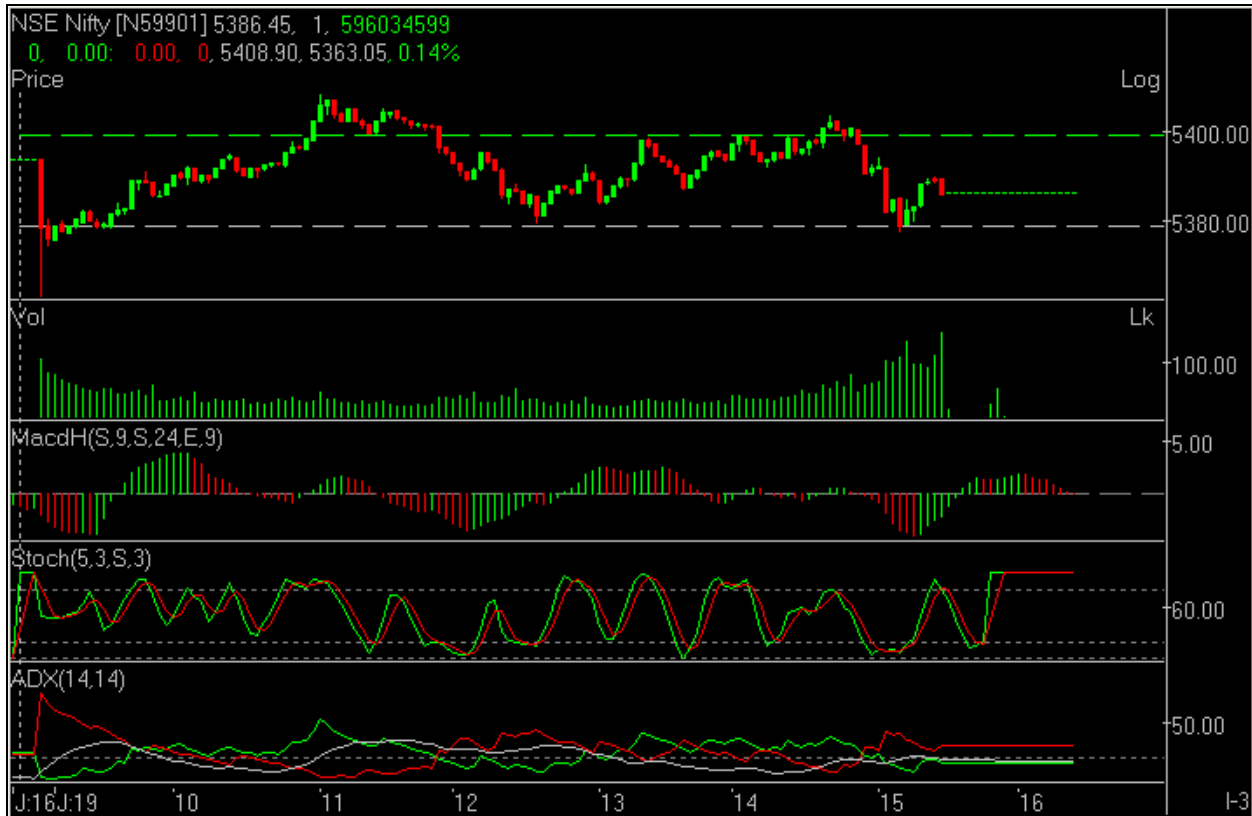 NSE Nifty [N59901] 5386.45, 1, 596034599
0, 0.00: 0.00, 0, 5408.90, 5363.05, 0.14%
Price
Log
5400.00
5380.00
Vol
Lk
100.00
MacdH(S,9,S,24,E,9)
5.00
Stoch(5,3,S,3)
60.00
ADX(14,14)
50.00
J:16J:19 '10 '11 '12 '13 '14 '15 '16 I-3